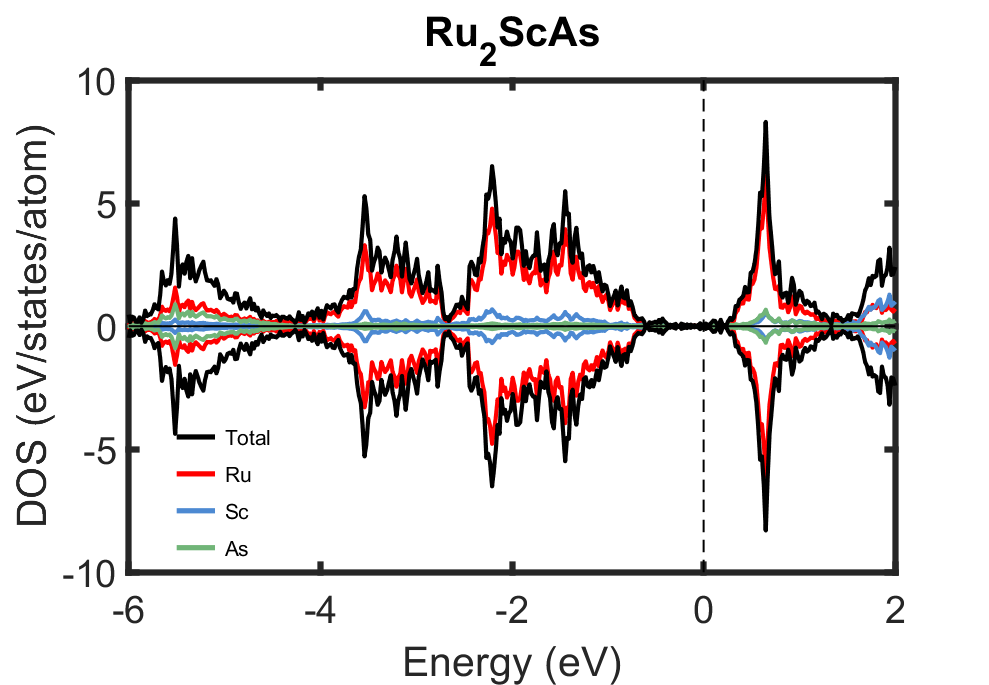 Ru2ScAs
10
5
0
-5
-10
DOS (eV/states/atom)
Total
Ru
Sc
As
-6 -4 -2 0 2
Energy (eV)